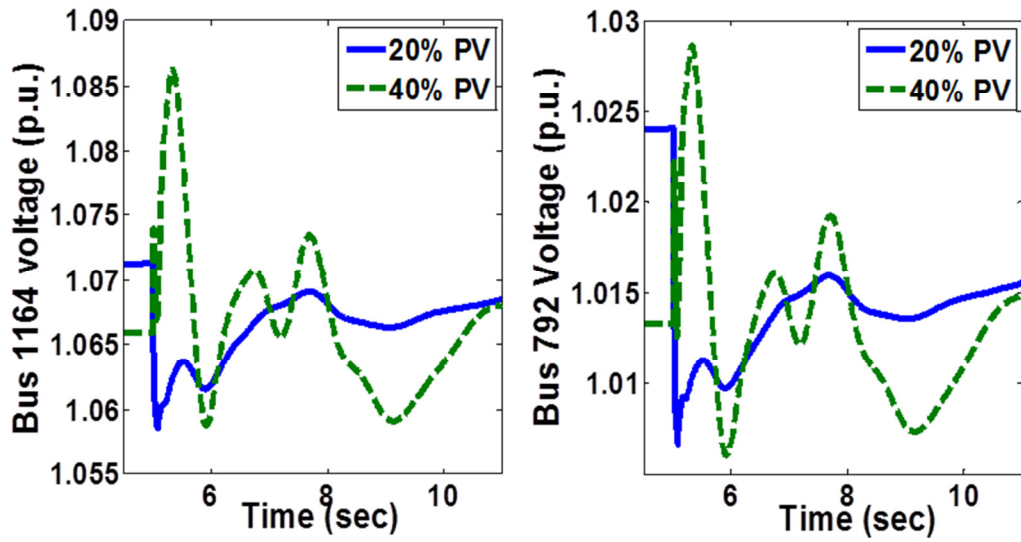 Bus 1164 voltage (p.u.)
1.09
1.085
1.08
1.075
1.07
1.065
1.06
1.055
20% PV
40% PV
6
8
10
Time (sec)
Bus 792 Voltage (p.u.)
1.03
1.025
1.02
1.015
1.01
20% PV
40% PV
6
8
10
Time (sec)